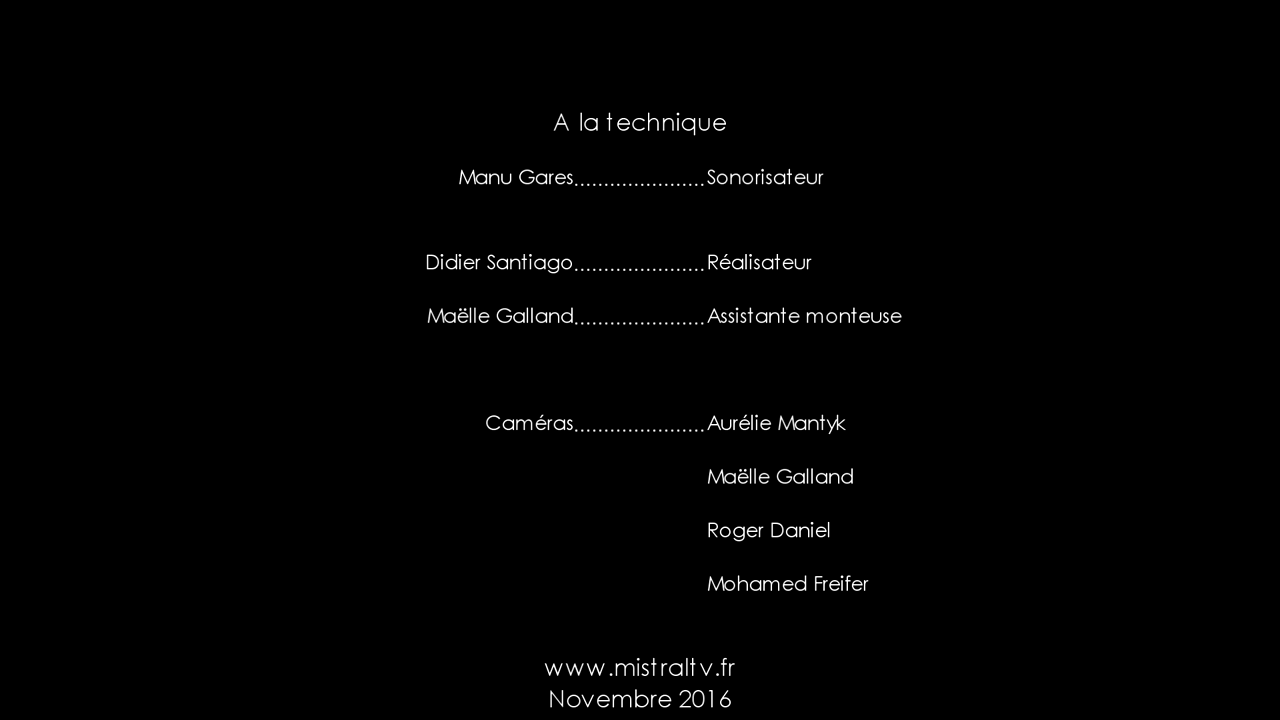 A la technique
Manu Gares......................Sonorisateur
Didier Santiago......................Réalisateur
Maëlle Galland......................Assistante monteuse
Caméras......................Aurélie Mantyk
Maëlle Galland
Roger Daniel
Mohamed Freifer
www.mistraltv.fr
Novembre 2016